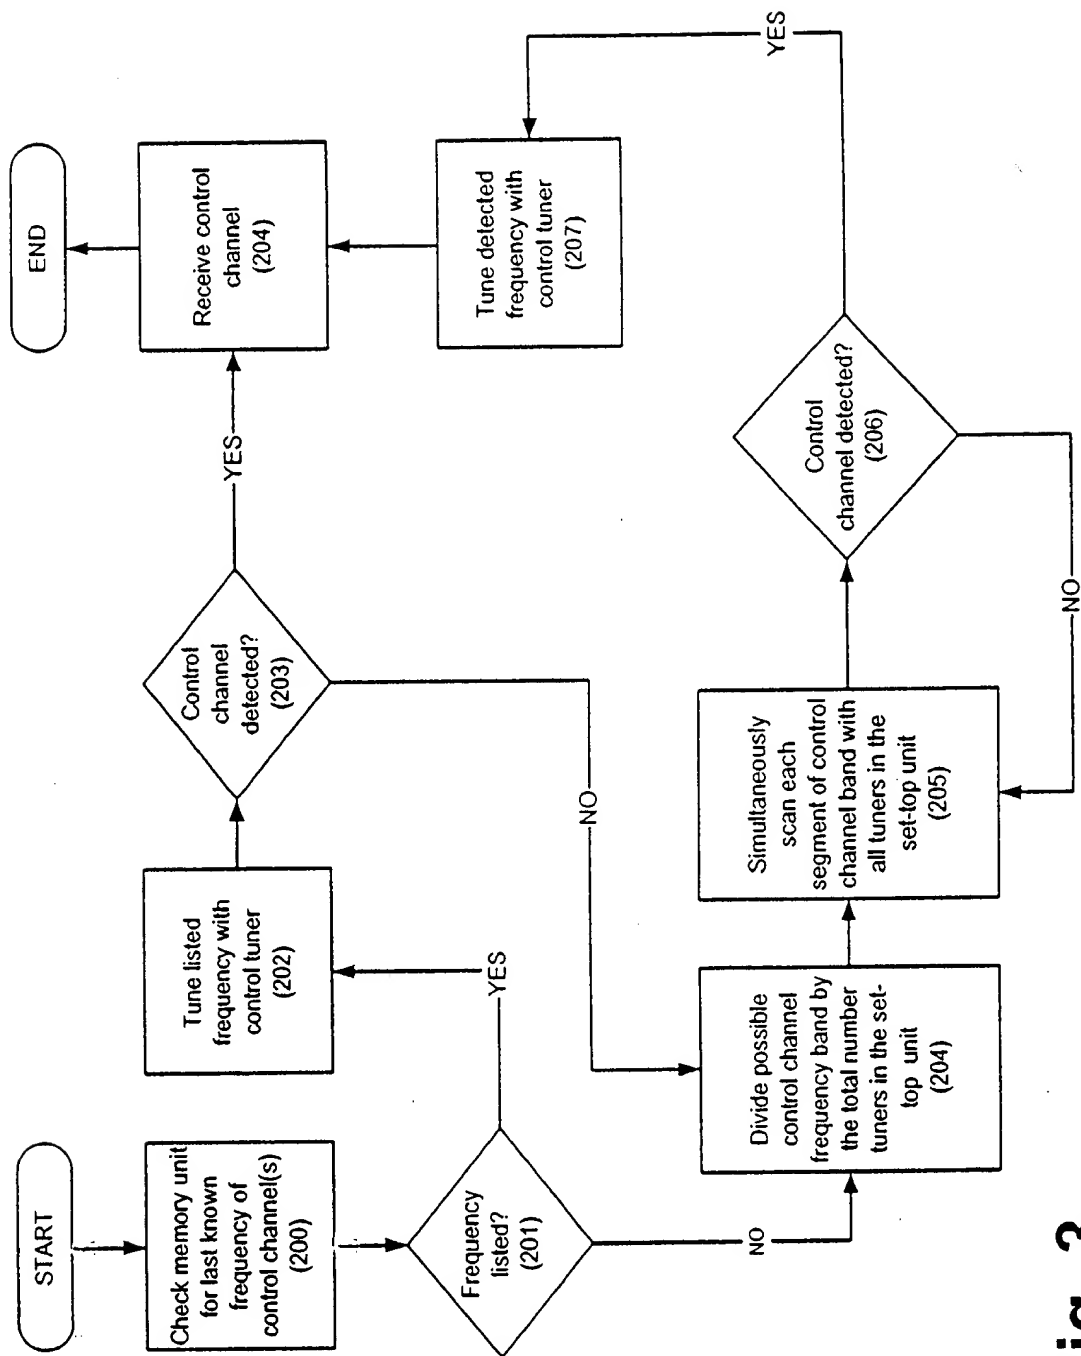 START
Check memory unit
for last known
frequency of
control channel(s)
(200)
Frequency
listed?
(201)
YES
NO
Tune listed
frequency with
control tuner
(202)
Control
channel
detected?
(203)
YES
NO
Receive control
channel
(204)
END
Divide possible
control channel
frequency band by
the total number
tuners in the set-
top unit
(204)
Simultaneously
scan each
segment of control
channel band with
all tuners in the
set-top unit
(205)
Control
channel detected?
(206)
YES
NO
Tune detected
frequency with
control tuner
(207)